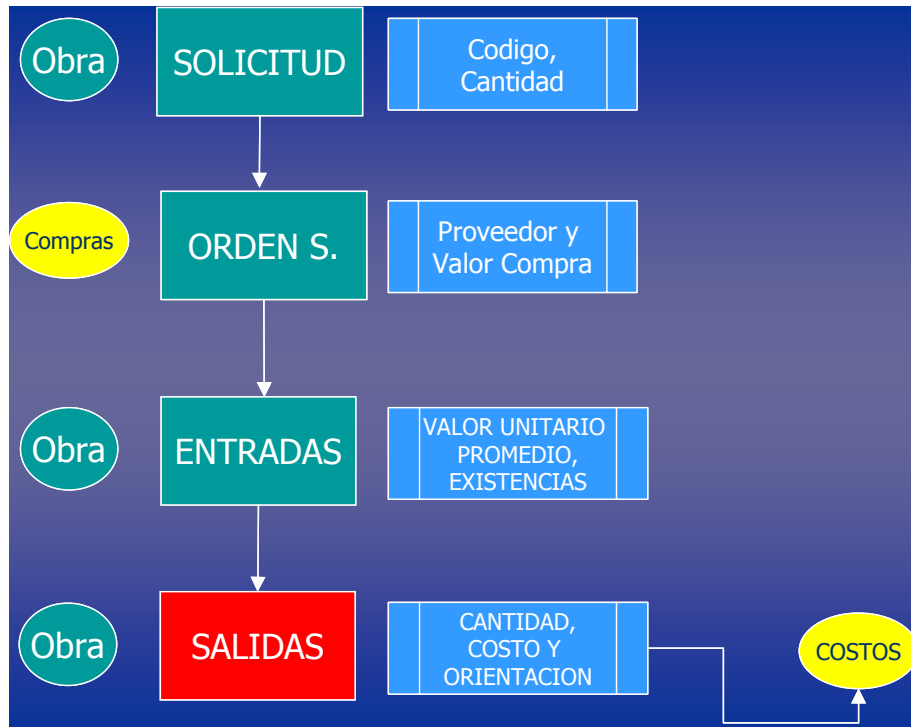 Obra
SOLICITUD
Codigo,
Cantidad
Compras
ORDEN S.
Proveedor y
Valor Compra
Obra
ENTRADAS
VALOR UNITARIO
PROMEDIO,
EXISTENCIAS
Obra
SALIDAS
CANTIDAD,
COSTO Y
ORIENTACION
COSTOS